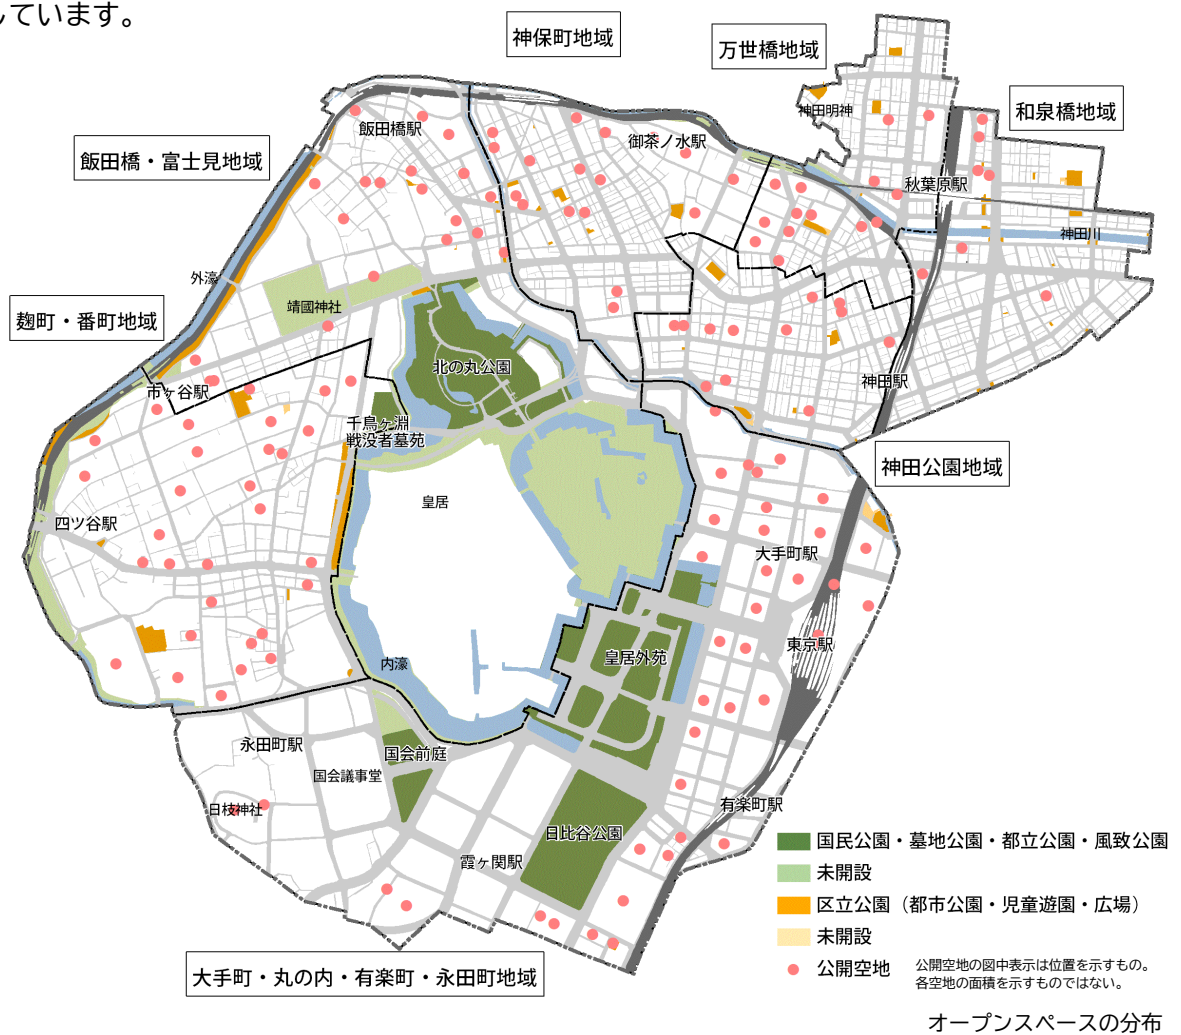 しています。
神保町地域
万世橋地域
和泉橋地域
飯田橋・富士見地域
麹町・番町地域
神田公園地域
大手町・丸の内・有楽町・永田町地域
飯田橋駅
御茶ノ水駅
神田明神
秋葉原駅
神田川
外濠
靖國神社
北の丸公園
市ヶ谷駅
神田駅
千鳥ヶ淵
戦没者墓苑
皇居
四ツ谷駅
大手町駅
東京駅
皇居外苑
内濠
永田町駅
国会前庭
国会議事堂
日枝神社
有楽町駅
日比谷公園
霞ヶ関駅
国民公園・墓地公園・都立公園・風致公園
未開設
区立公園（都市公園・児童遊園・広場）
未開設
公開空地
公開空地の図中表示は位置を示すもの。
各空地の面積を示すものではない。
オープンスペースの分布